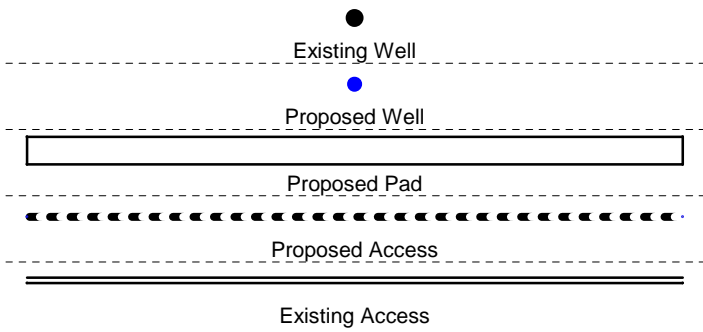 Existing Well
Proposed Well
Proposed Pad
Proposed Access
Existing Access